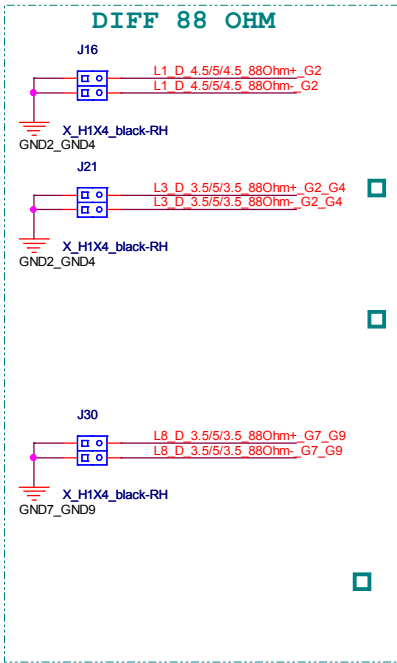 DIFF 88 OHM
J16
L1_D_4.5/5/4.5_88Ohm+_G2
L1_D_4.5/5/4.5_88Ohm-_G2
X_H1X4_black-RH
GND2_GND4
J21
L3_D_3.5/5/3.5_88Ohm+_G2_G4
L3_D_3.5/5/3.5_88Ohm-_G2_G4
X_H1X4_black-RH
GND2_GND4
J30
L8_D_3.5/5/3.5_88Ohm+_G7_G9
L8_D_3.5/5/3.5_88Ohm-_G7_G9
X_H1X4_black-RH
GND7_GND9